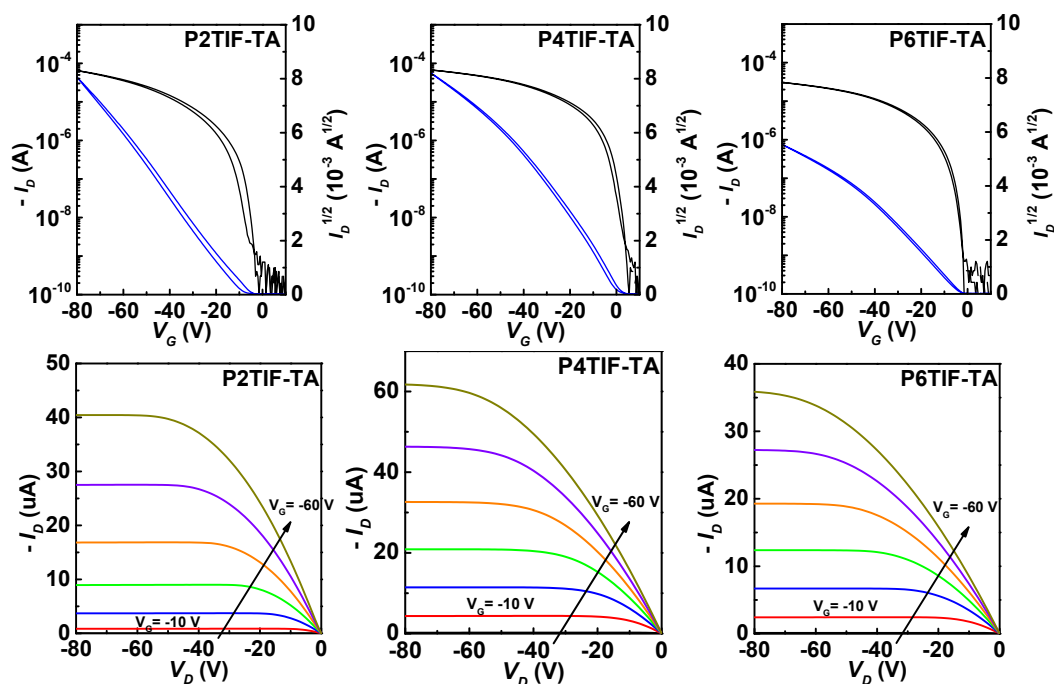 P2TIF-TA
10⁻⁴
10⁻⁶
10⁻⁸
10⁻¹⁰
- I_D (A)
10
8
6
4
2
0
I_D^1/2 (10⁻³ A^1/2)
-80 -60 -40 -20 0
V_G (V)
P4TIF-TA
10⁻⁴
10⁻⁶
10⁻⁸
10⁻¹⁰
- I_D (A)
10
8
6
4
2
0
I_D^1/2 (10⁻³ A^1/2)
-80 -60 -40 -20 0
V_G (V)
P6TIF-TA
10⁻⁴
10⁻⁶
10⁻⁸
10⁻¹⁰
- I_D (A)
10
8
6
4
2
0
I_D^1/2 (10⁻³ A^1/2)
-80 -60 -40 -20 0
V_G (V)
P2TIF-TA
50
40
30
20
10
0
- I_D (uA)
V_G= -60 V
V_G= -10 V
-80 -60 -40 -20 0
V_D (V)
P4TIF-TA
60
40
20
0
- I_D (uA)
V_G= -60 V
V_G= -10 V
-80 -60 -40 -20 0
V_D (V)
P6TIF-TA
40
30
20
10
0
- I_D (uA)
V_G= -60 V
V_G= -10 V
-80 -60 -40 -20 0
V_D (V)